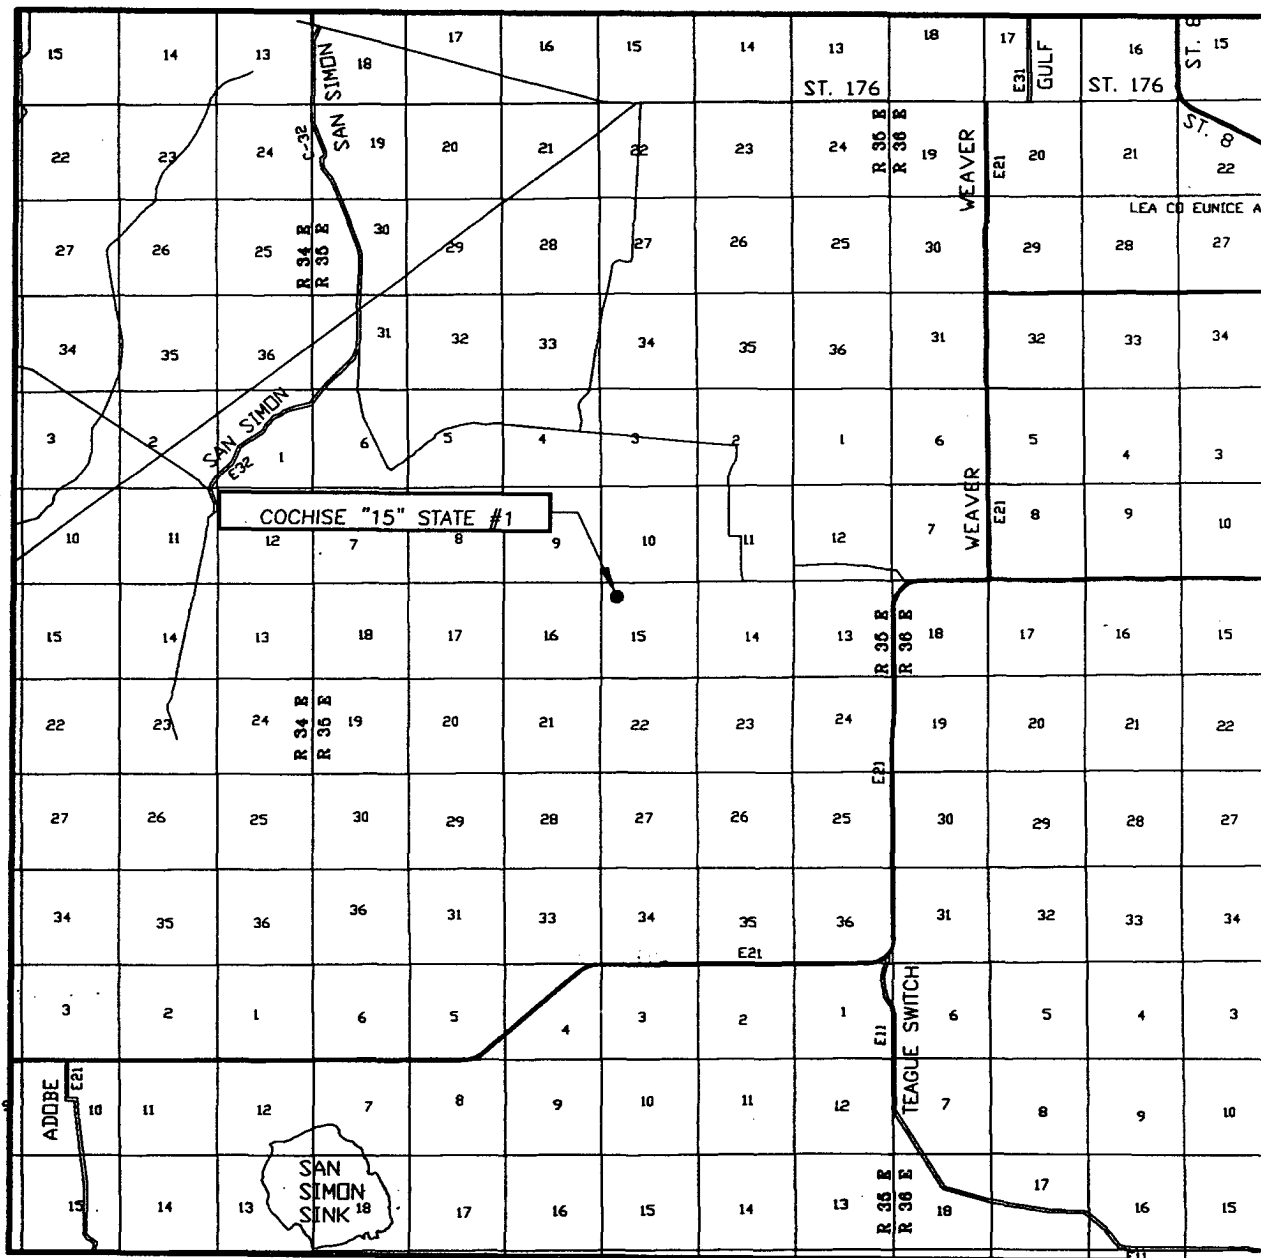 15 14 13 18 17 16 15 14 13 18 17 16 15
SAN SIMON
ST. 176
E31
GULF
ST. 176
ST. 8
ST. 8
22 23 24 19 20 21 22 23 24 19 20 21 22
C-32
SAN SIMON
R 35 E
R 36 E
WEAVER
E21
LEA CO EUNICE A
27 26 25 30 29 28 27 26 25 30 29 28 27
R 34 E
R 35 E
34 35 36 31 32 33 34 35 36 31 32 33 34
3 2 1 6 5 4 3 2 1 6 5 4 3
SAN SIMON
E32
WEAVER
E21
COCHISE "15" STATE #1
10 11 12 7 8 9 10 11 12 7 8 9 10
15 14 13 18 17 16 15 14 13 18 17 16 15
R 35 E
R 36 E
22 23 24 19 20 21 22 23 24 19 20 21 22
R 34 E
R 35 E
E21
27 26 25 30 29 28 27 26 25 30 29 28 27
34 35 36 36 31 33 34 35 36 31 32 33 34
E21
3 2 1 6 5 4 3 2 1 6 5 4 3
E11
TEAGUE SWITCH
ADOBE
E21
9 10 11 12 7 8 9 10 11 12 7 8 9 10
SAN
SIMON
SINK
15 14 13 18 17 16 15 14 13 18 17 16 15
R 35 E
R 36 E
E11